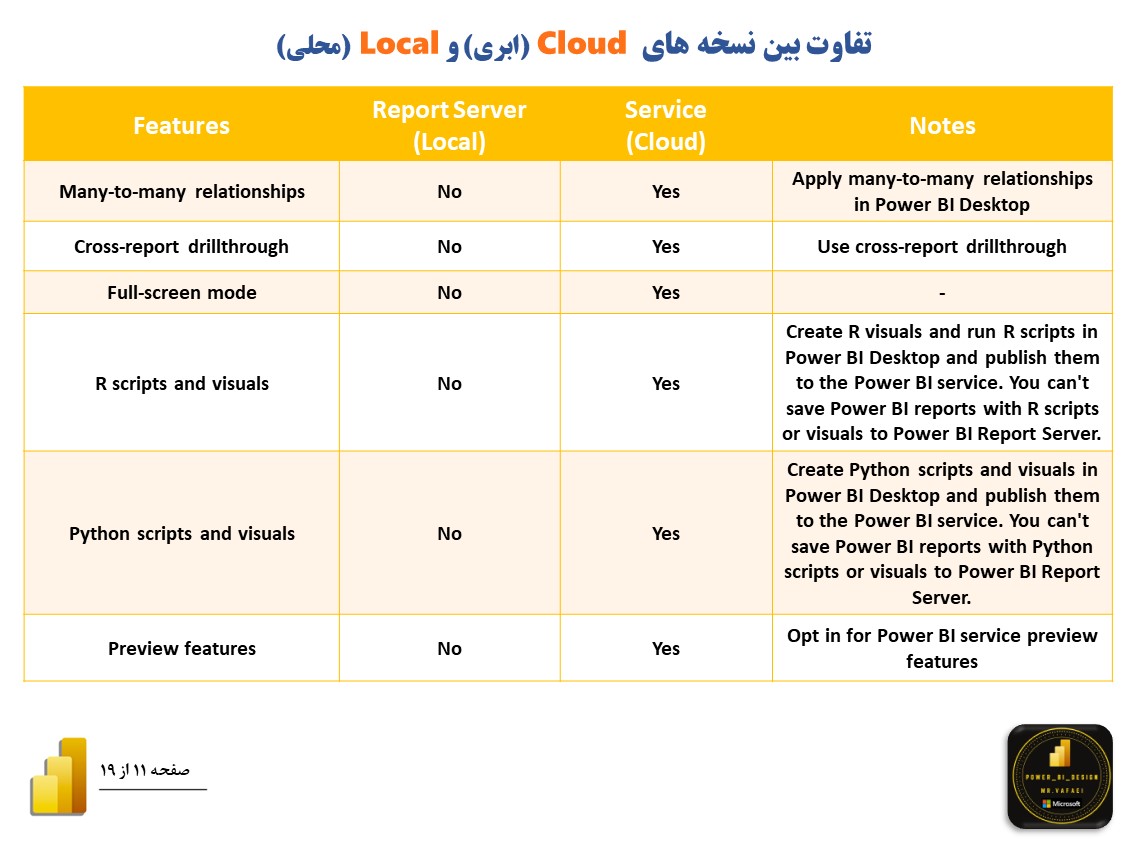 تفاوت بین نسخه های Cloud (ابری) و Local (محلی)
Features
Report Server
(Local)
Service
(Cloud)
Notes
Many-to-many relationships
No
Yes
Apply many-to-many relationships
in Power BI Desktop
Cross-report drillthrough
No
Yes
Use cross-report drillthrough
Full-screen mode
No
Yes
-
R scripts and visuals
No
Yes
Create R visuals and run R scripts in
Power BI Desktop and publish them
to the Power BI service. You can't
save Power BI reports with R scripts
or visuals to Power BI Report Server.
Python scripts and visuals
No
Yes
Create Python scripts and visuals in
Power BI Desktop and publish them
to the Power BI service. You can't
save Power BI reports with Python
scripts or visuals to Power BI Report
Server.
Preview features
No
Yes
Opt in for Power BI service preview
features
صفحه ۱۱ از ۱۹
POWER_BI_DESIGN
MR.VAFAEI
Microsoft